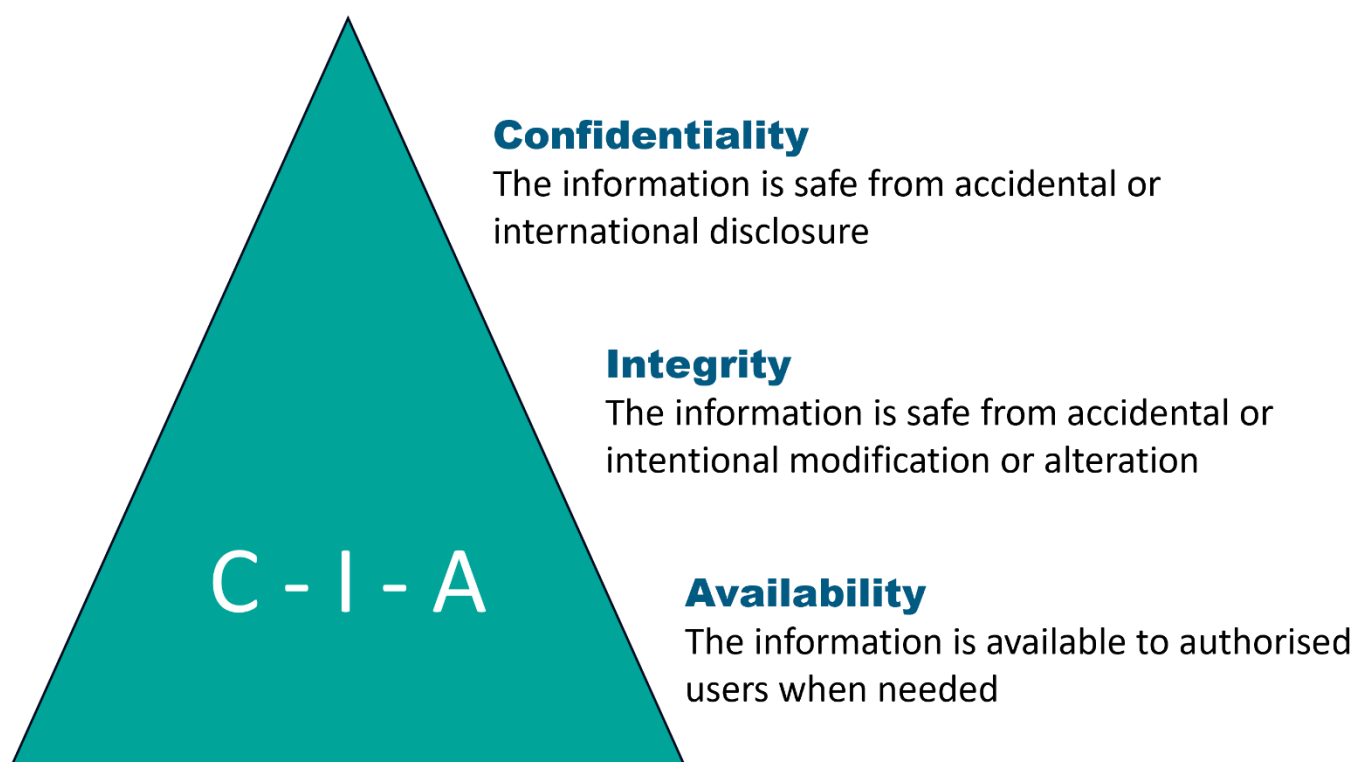 Confidentiality
The information is safe from accidental or
international disclosure
Integrity
The information is safe from accidental or
intentional modification or alteration
C - I - A
Availability
The information is available to authorised
users when needed